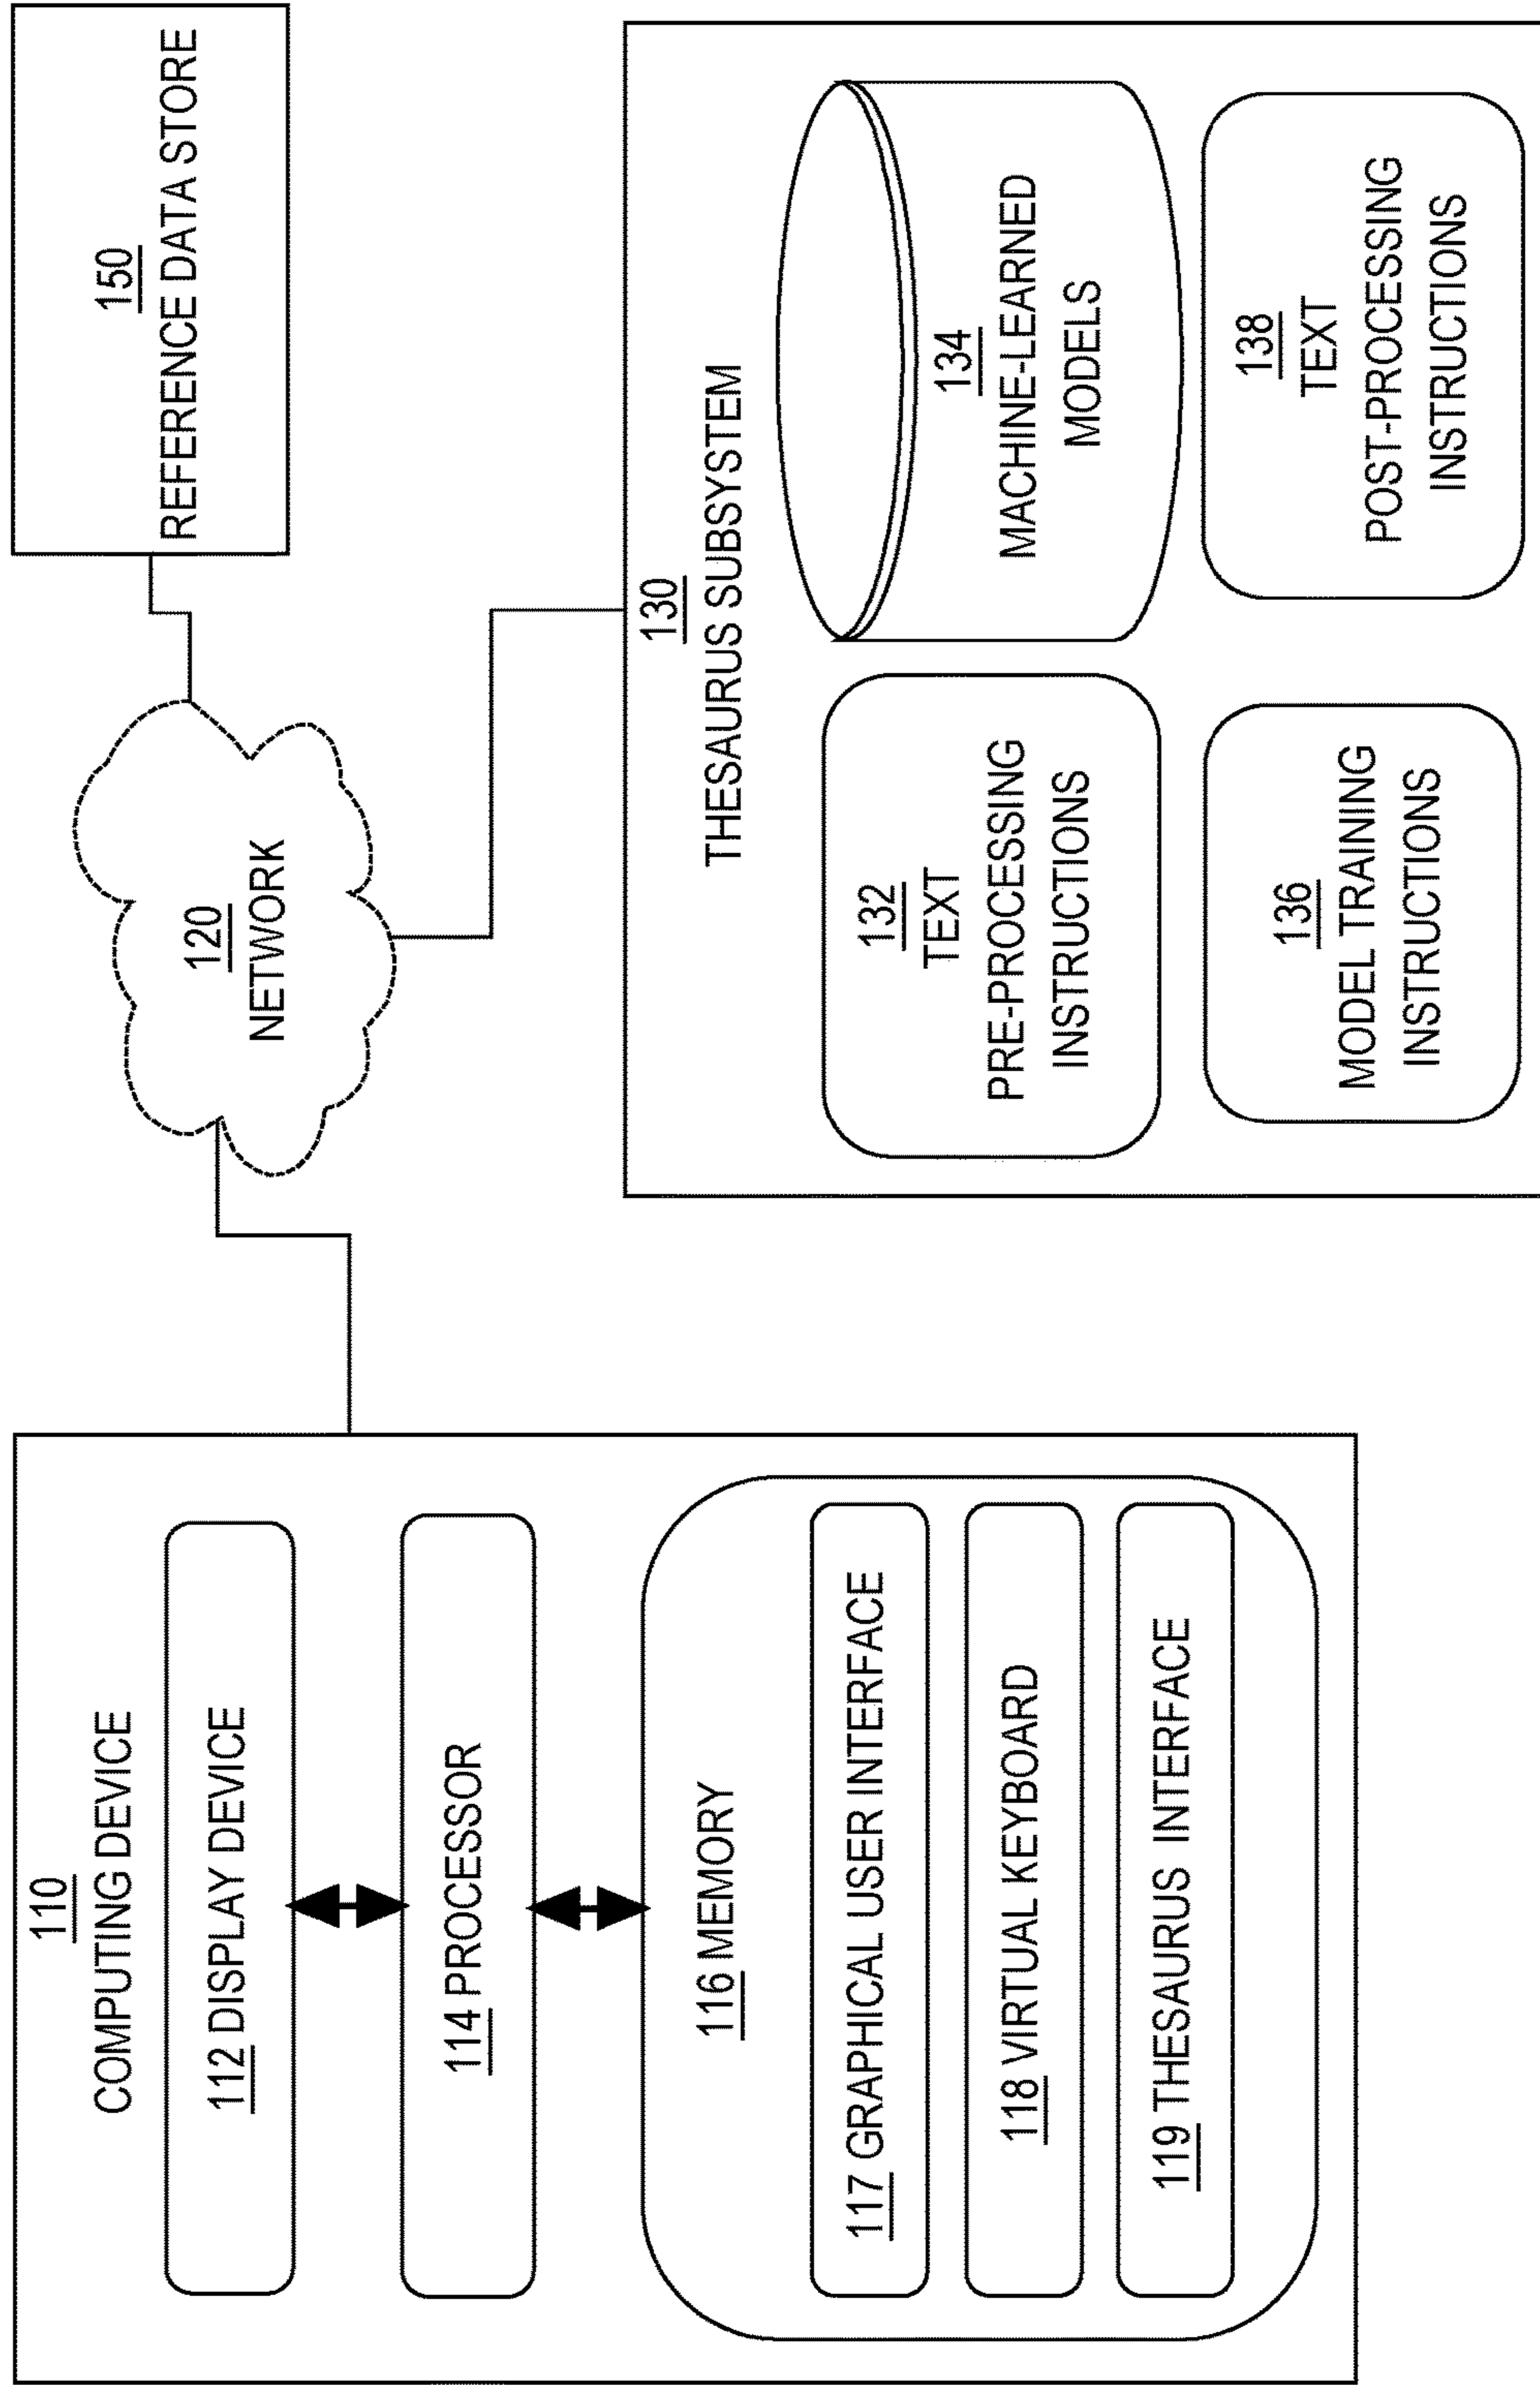 110
COMPUTING DEVICE
112 DISPLAY DEVICE
114 PROCESSOR
116 MEMORY
117 GRAPHICAL USER INTERFACE
118 VIRTUAL KEYBOARD
119 THESAURUS INTERFACE
120
NETWORK
150
REFERENCE DATA STORE
130
THESAURUS SUBSYSTEM
132
TEXT
PRE-PROCESSING
INSTRUCTIONS
134
MACHINE-LEARNED
MODELS
136
MODEL TRAINING
INSTRUCTIONS
138
TEXT
POST-PROCESSING
INSTRUCTIONS